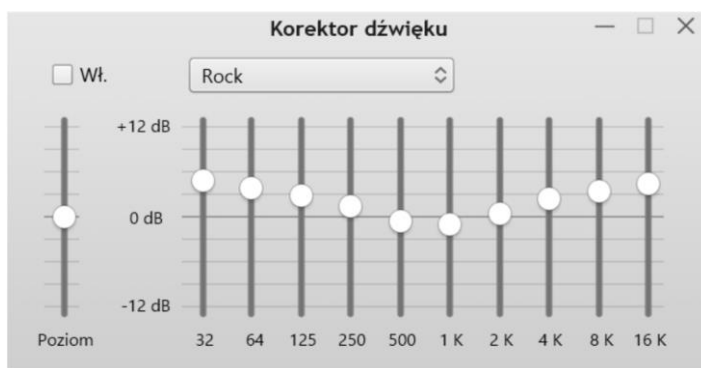 Korektor dźwięku
Wł.
Rock
+12 dB
0 dB
-12 dB
Poziom 32 64 125 250 500 1 K 2 K 4 K 8 K 16 K